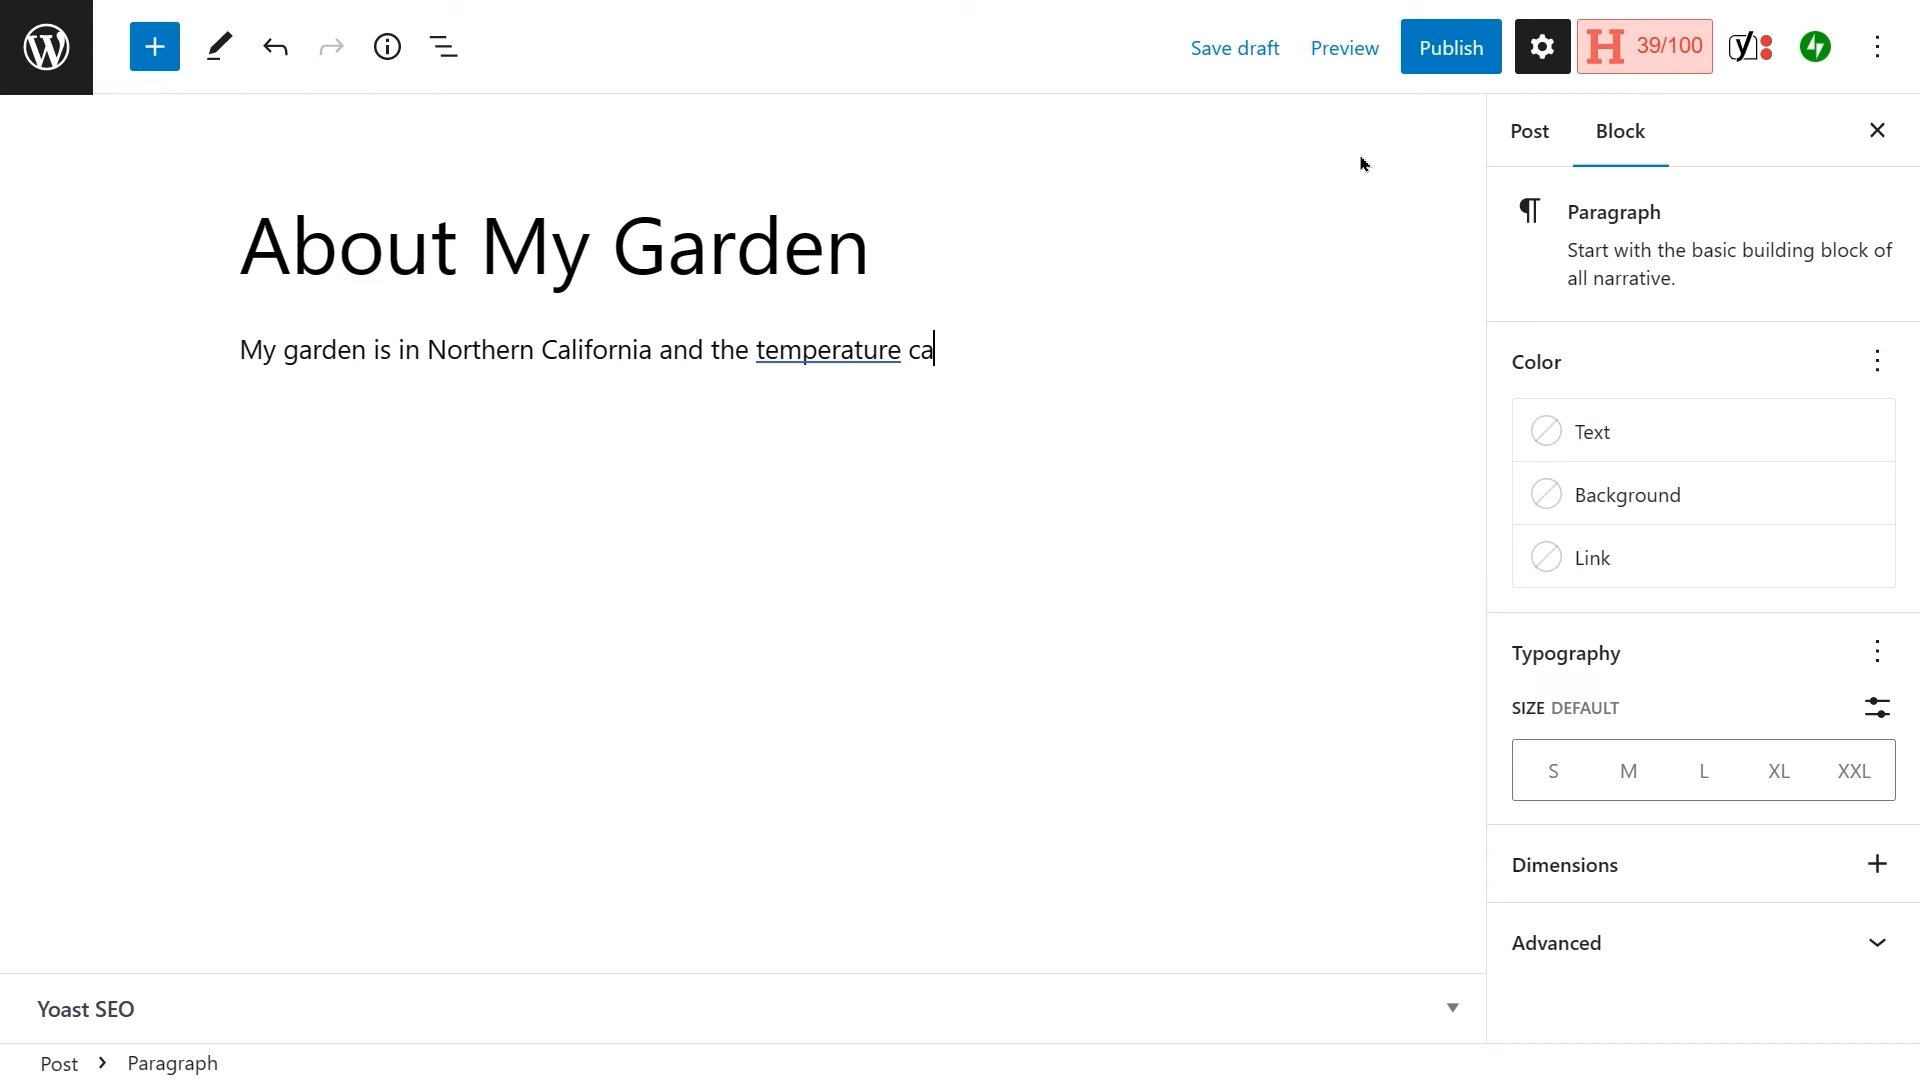 Save draft
Preview
Publish
H 39/100
Post
Block
About My Garden
My garden is in Northern California and the temperature ca
Paragraph
Start with the basic building block of
all narrative.
Color
Text
Background
Link
Typography
SIZE DEFAULT
S M L XL XXL
Dimensions
Advanced
Yoast SEO
Post > Paragraph